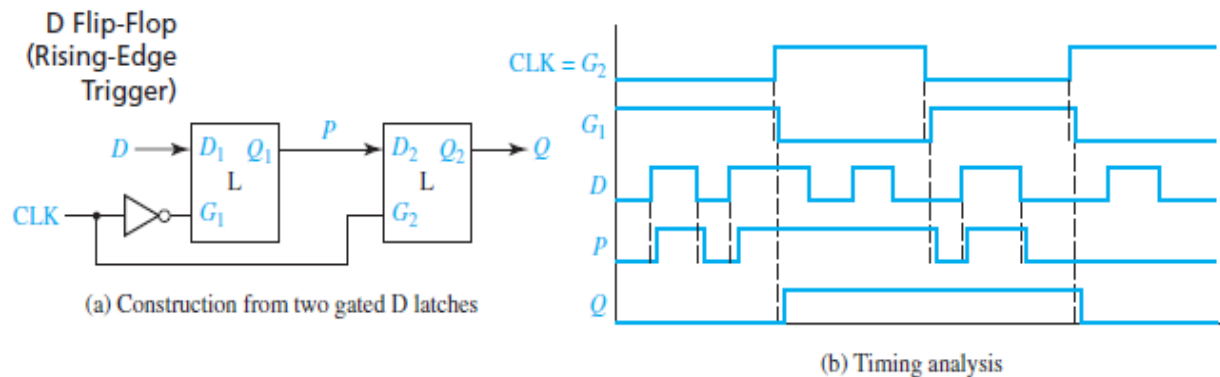 D Flip-Flop
(Rising-Edge
Trigger)
D
D₁ Q₁
L
G₁
P
D₂ Q₂
L
G₂
Q
CLK
(a) Construction from two gated D latches
CLK = G₂
G₁
D
P
Q
(b) Timing analysis